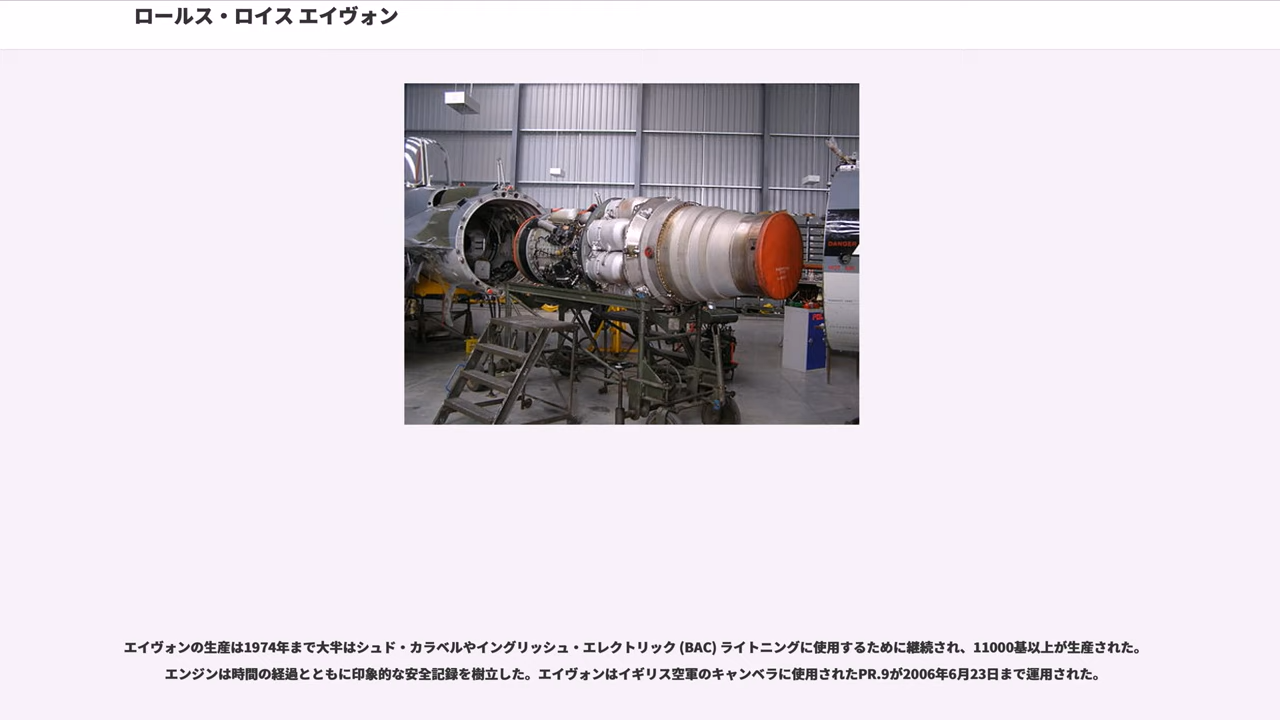 ロールス・ロイス エイヴォン
DANGER
エイヴォンの生産は1974年まで大半はシュド・カラベルやイングリッシュ・エレクトリック (BAC) ライトニングに使用するために継続され、11000基以上が生産された。
エンジンは時間の経過とともに印象的な安全記録を樹立した。エイヴォンはイギリス空軍のキャンベラに使用されたPR.9が2006年6月23日まで運用された。